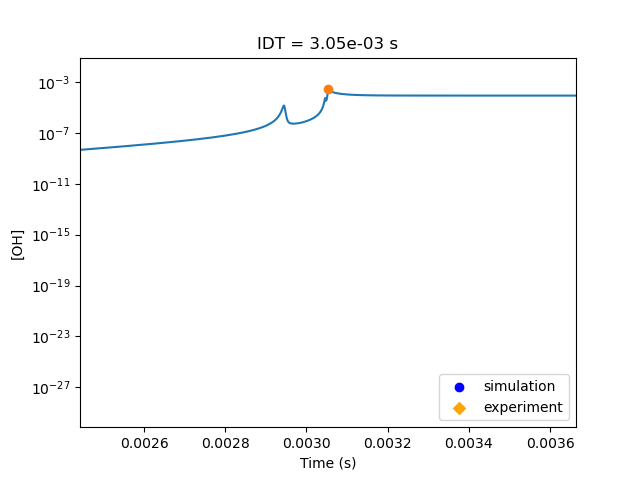 IDT = 3.05e-03 s
10⁻³
10⁻⁷
10⁻¹¹
10⁻¹⁵
10⁻¹⁹
10⁻²³
10⁻²⁷
[OH]
simulation
experiment
0.0026 0.0028 0.0030 0.0032 0.0034 0.0036
Time (s)